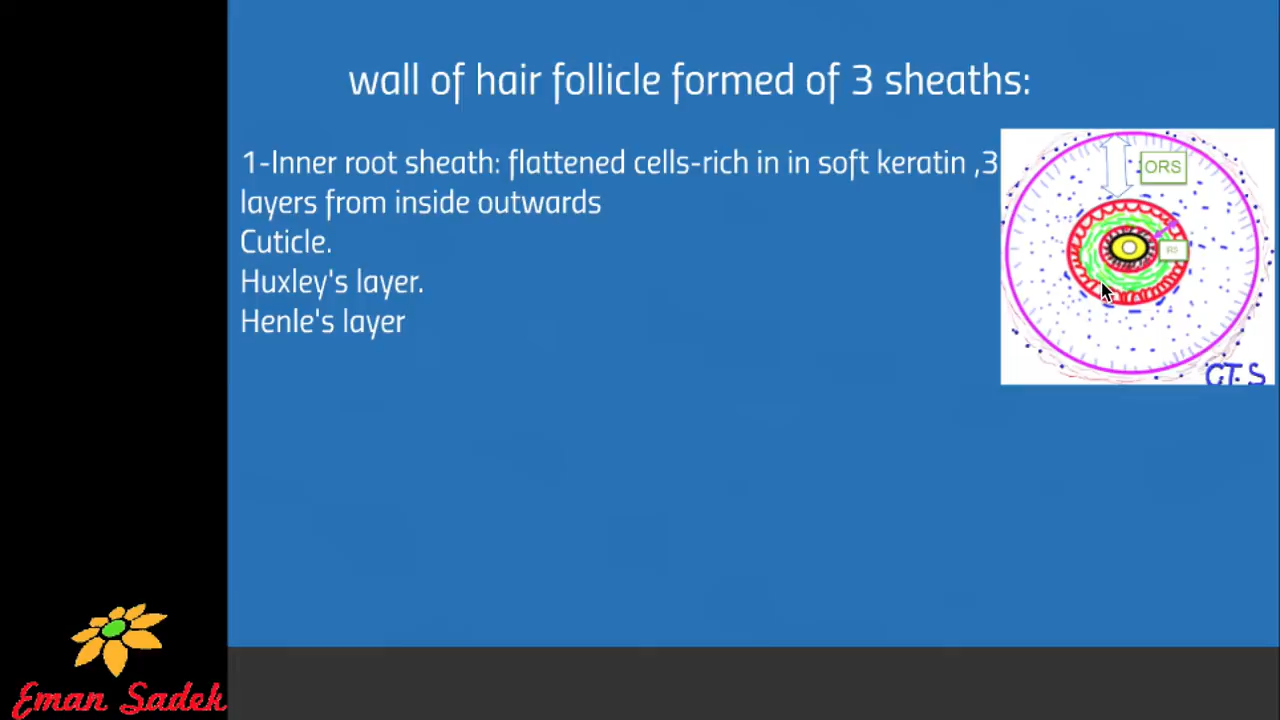 wall of hair follicle formed of 3 sheaths:
1-Inner root sheath: flattened cells-rich in in soft keratin ,3
layers from inside outwards
Cuticle.
Huxley's layer.
Henle's layer
ORS
IRS
C.T.S
Eman Sadek